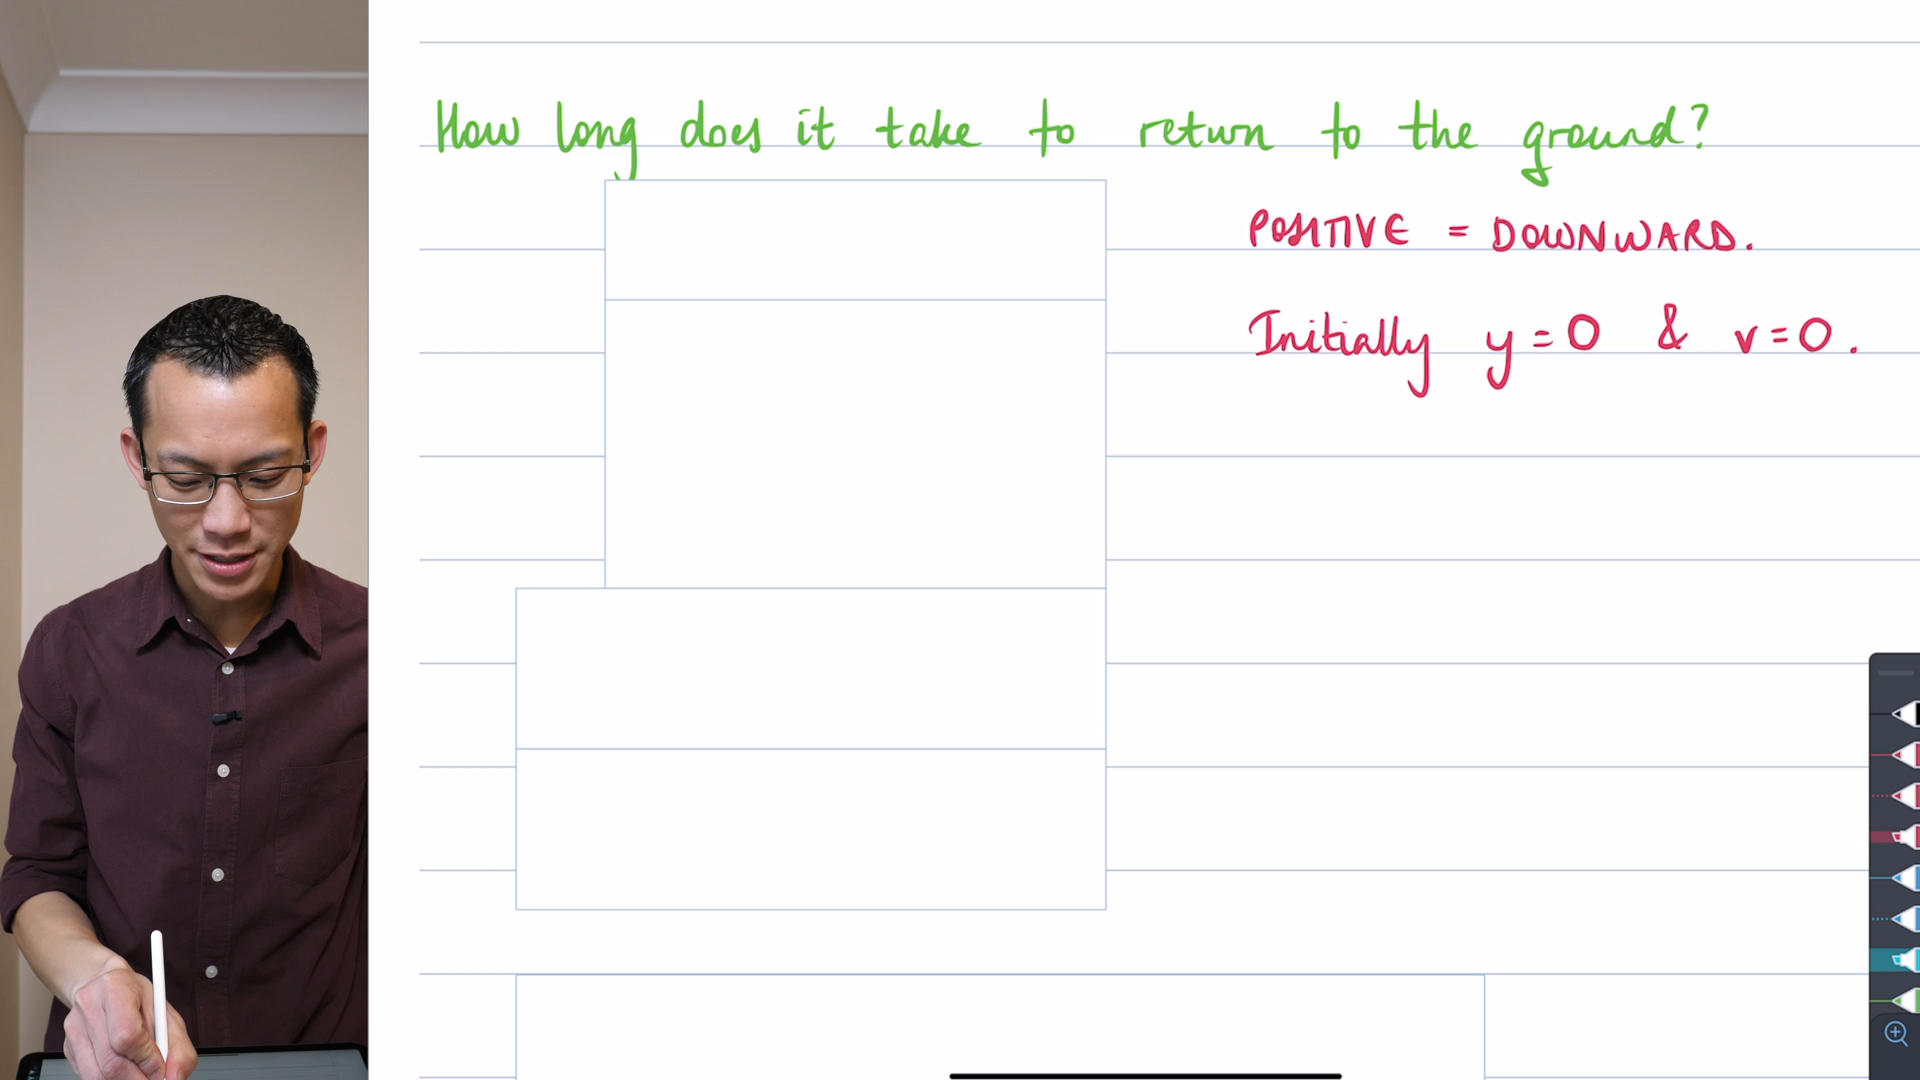 How long does it take to return to the ground?
POSITIVE = DOWNWARD.
Initially y=0 & v=0.